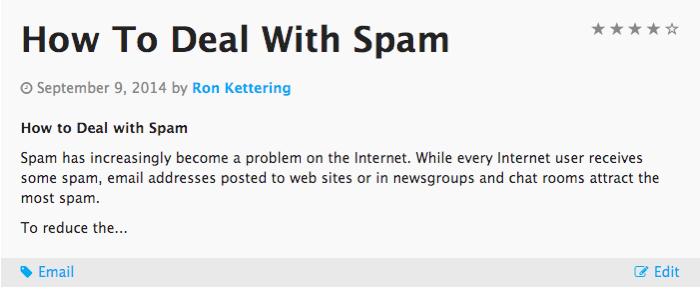 How To Deal With Spam
September 9, 2014 by Ron Kettering
How to Deal with Spam
Spam has increasingly become a problem on the Internet. While every Internet user receives
some spam, email addresses posted to web sites or in newsgroups and chat rooms attract the
most spam.
To reduce the...
Email
Edit